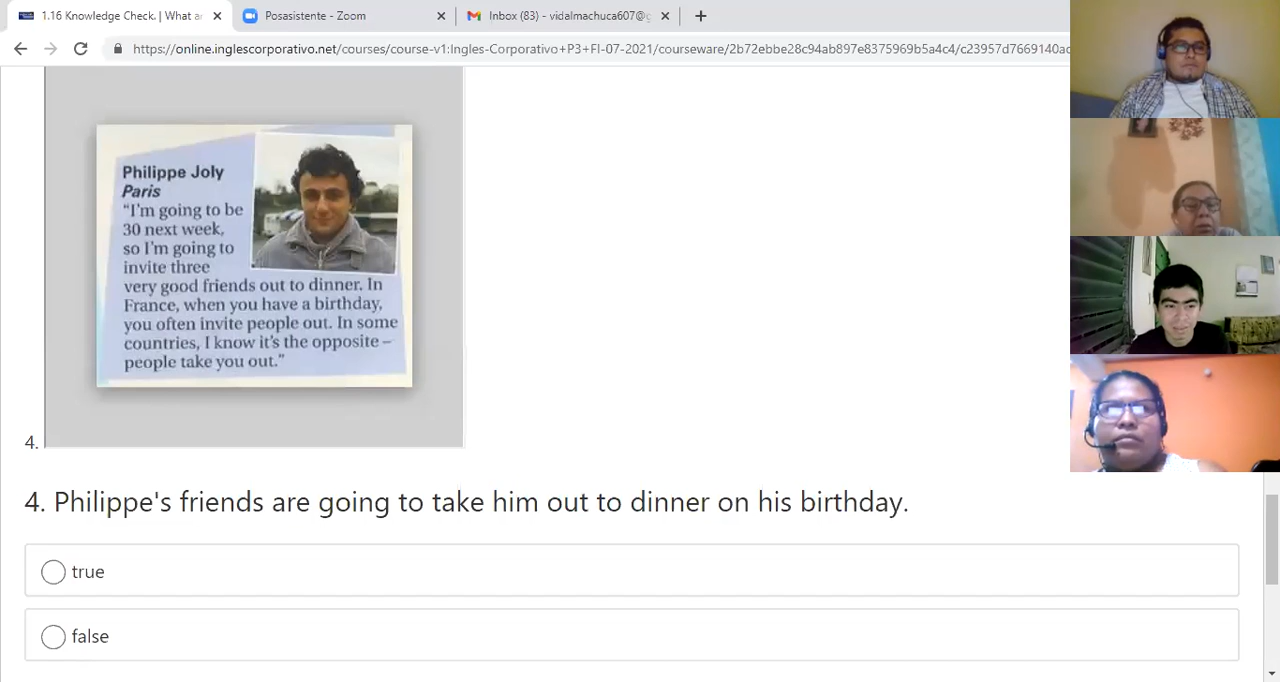 1.16 Knowledge Check. | What ar
Posasistente - Zoom
Inbox (83) - vidalmachuca607@g
https://online.inglescorporativo.net/courses/course-v1:Ingles-Corporativo+P3+FI-07-2021/courseware/2b72ebbe28c94ab897e8375969b5a4c4/c23957d7669140ac
Philippe Joly
Paris
"I'm going to be
30 next week,
so I'm going to
invite three
very good friends out to dinner. In
France, when you have a birthday,
you often invite people out. In some
countries, I know it's the opposite –
people take you out."
4.
4. Philippe's friends are going to take him out to dinner on his birthday.
true
false